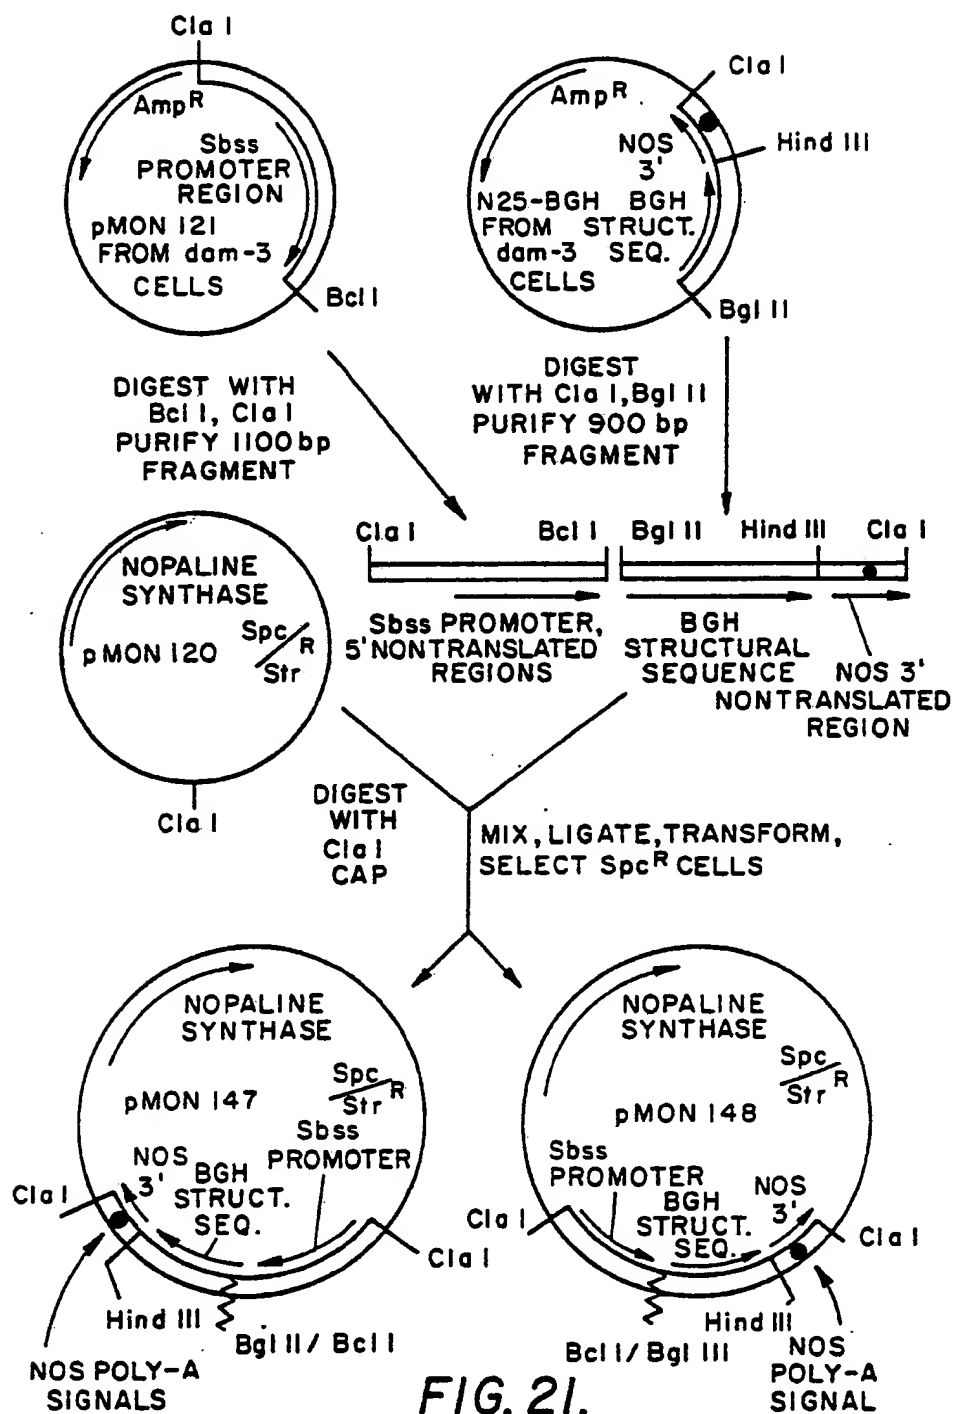 Cla I
Amp R
Sbss
PROMOTER
REGION
pMON 121
FROM dam-3
CELLS
Bcl I
Cla I
Amp R
Hind III
NOS
3'
N25-BGH BGH
FROM STRUCT.
dam-3 SEQ.
CELLS
Bgl II
DIGEST WITH
Bcl I, Cla I
PURIFY 1100 bp
FRAGMENT
DIGEST
WITH Cla I, Bgl II
PURIFY 900 bp
FRAGMENT
NOPALINE
SYNTHASE
pMON 120
Spc/Str R
Cla I
Cla I Bcl I Bgl II Hind III Cla I
Sbss PROMOTER,
5' NONTRANSLATED
REGIONS
BGH
STRUCTURAL
SEQUENCE
NOS 3'
NONTRANSLATED
REGION
DIGEST
WITH
Cla I
CAP
MIX, LIGATE, TRANSFORM,
SELECT Spc R CELLS
NOPALINE
SYNTHASE
pMON 147
Spc/Str R
Sbss
PROMOTER
NOS
3'
BGH
STRUCT.
SEQ.
Cla I
Cla I
Hind III
Bgl II / Bcl I
NOS POLY-A
SIGNALS
NOPALINE
SYNTHASE
Spc/Str R
pMON 148
Sbss
PROMOTER
BGH
STRUCT.
SEQ.
NOS
3'
Cla I
Cla I
Hind III
Bcl I / Bgl III
NOS
POLY-A
SIGNAL
FIG. 21.